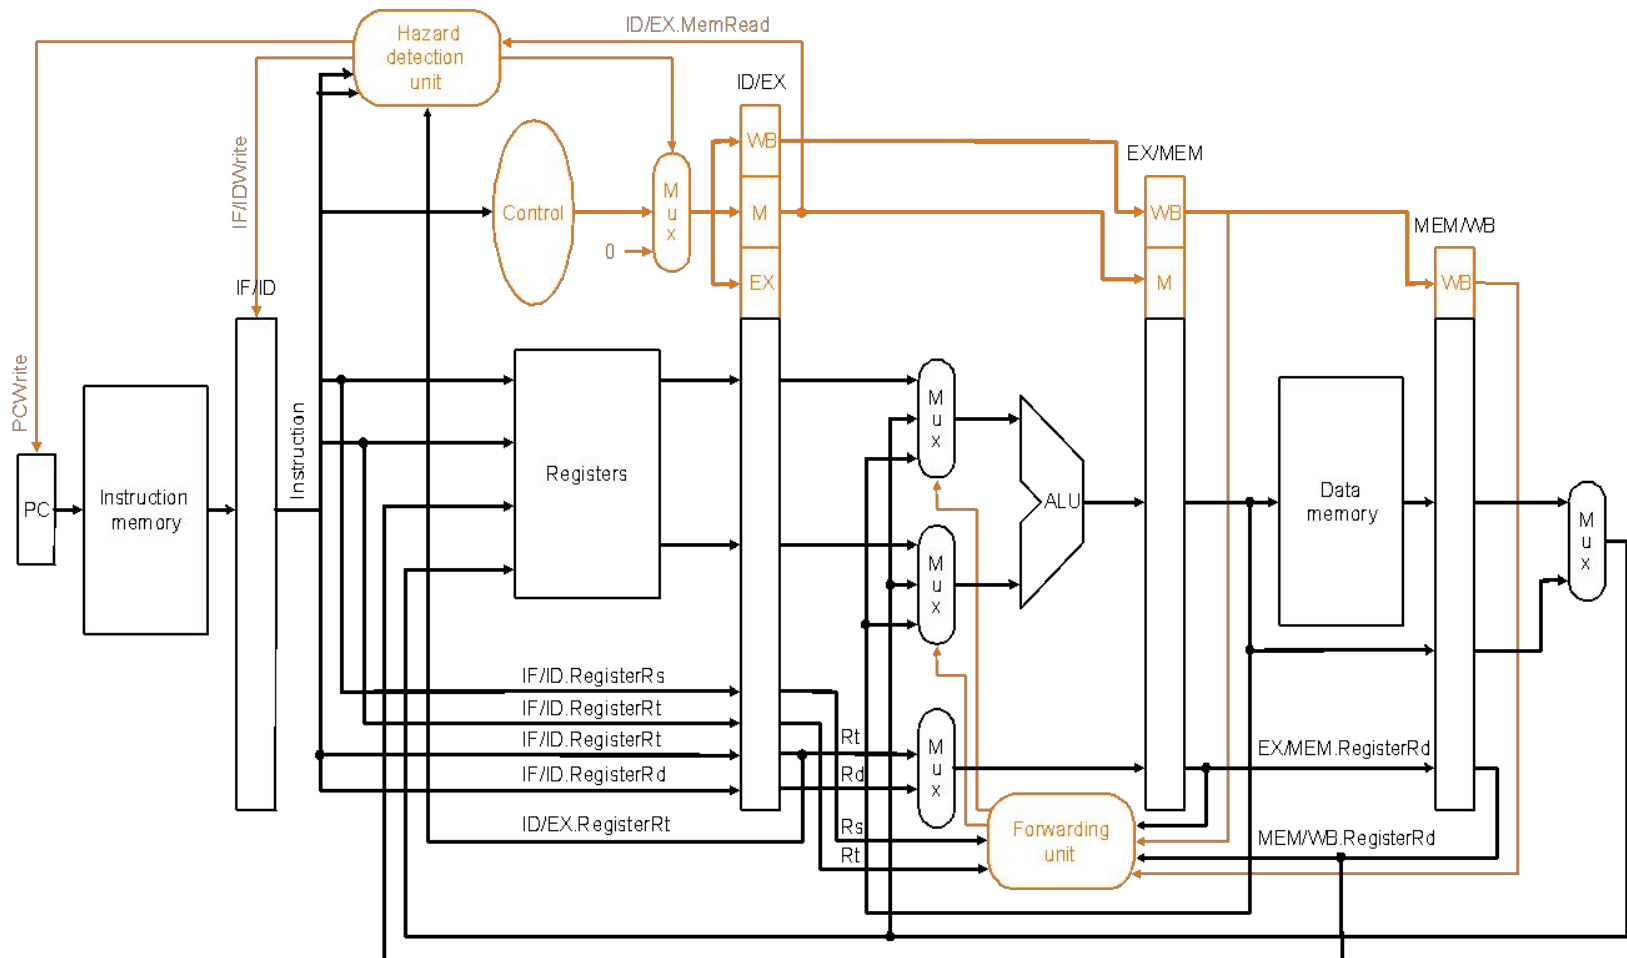 Hazard
detection
unit
ID/EX.MemRead
ID/EX
WB
M
EX
EX/MEM
WB
M
MEM/WB
WB
Control
M
u
x
0
IF/IDWrite
PCWrite
IF/ID
Instruction
PC
Instruction
memory
Registers
M
u
x
M
u
x
ALU
Data
memory
M
u
x
IF/ID.RegisterRs
IF/ID.RegisterRt
IF/ID.RegisterRt
IF/ID.RegisterRd
ID/EX.RegisterRt
Rt
Rd
M
u
x
Rs
Rt
Forwarding
unit
EX/MEM.RegisterRd
MEM/WB.RegisterRd